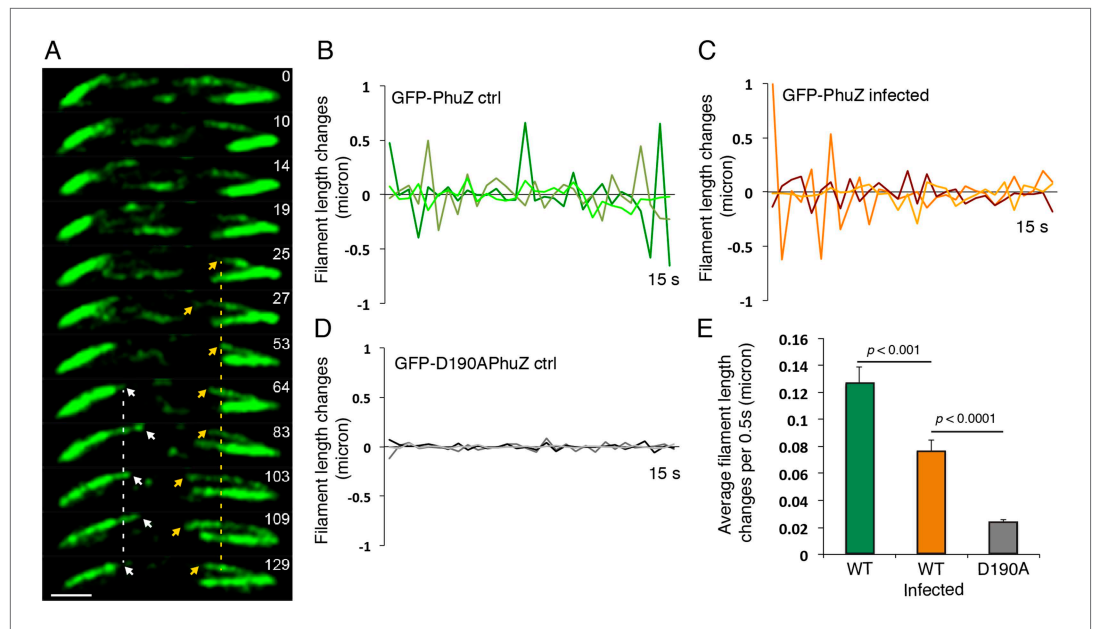 A
0
10
14
19
25
27
53
64
83
103
109
129
B
GFP-PhuZ ctrl
Filament length changes
(micron)
1
0.5
0
-0.5
-1
15 s
C
GFP-PhuZ infected
Filament length changes
(micron)
1
0.5
0
-0.5
-1
15 s
D
GFP-D190APhuZ ctrl
Filament length changes
(micron)
1
0.5
0
-0.5
-1
15 s
E
Average filament length
changes per 0.5s (micron)
0.16
0.14
0.12
0.1
0.08
0.06
0.04
0.02
0
p < 0.001
p < 0.0001
WT WT D190A
Infected